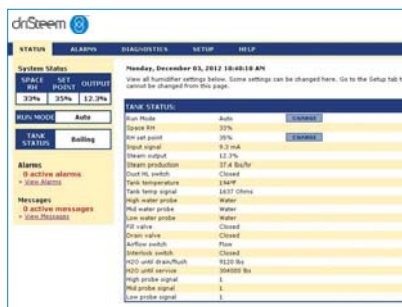 driSteem
STATUS ALARMS DIAGNOSTICS SETUP HELP
System Status
SPACE RH SET POINT OUTPUT
33% 35% 12.3%
RUN MODE Auto
TANK STATUS Boiling
Alarms
0 active alarms
» View Alarms
Messages
0 active messages
» View Messages
Monday, December 03, 2012 10:40:18 AM
View all humidifier settings below. Some settings can be changed here. Go to the Setup tab t
cannot be changed from this page.
TANK STATUS:
Run Mode Auto CHANGE
Space RH 33%
RH set point 35% CHANGE
Input signal 9.3 mA
Steam output 12.3%
Steam production 37.4 lbs/hr
Duct HL switch Closed
Tank temperature 194°F
Tank temp signal 1637 Ohms
High water probe Water
Mid water probe Water
Low water probe Water
Fill valve Closed
Drain valve Closed
Airflow switch Flow
Interlock switch Closed
H2O until drain/flush 9120 lbs
H2O until service 304080 lbs
High probe signal 1
Mid probe signal 1
Low probe signal 1